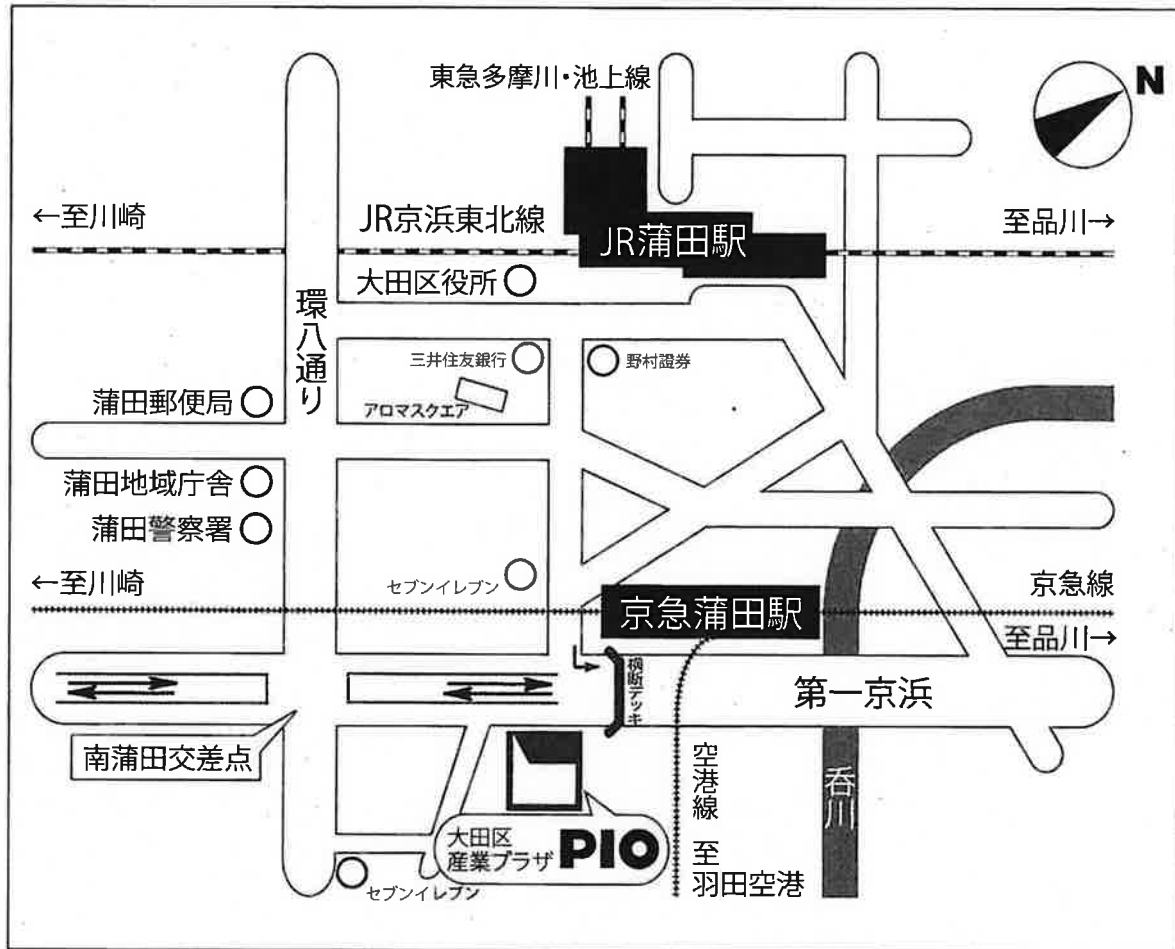 東急多摩川・池上線
N
←至川崎
JR京浜東北線
JR蒲田駅
至品川→
大田区役所
環八通り
三井住友銀行
野村證券
アロマスクエア
蒲田郵便局
蒲田地域庁舎
蒲田警察署
セブンイレブン
←至川崎
京急蒲田駅
京急線
至品川→
横断デッキ
第一京浜
南蒲田交差点
大田区
産業プラザ
PIO
空港線 至
羽田空港
呑川
セブンイレブン